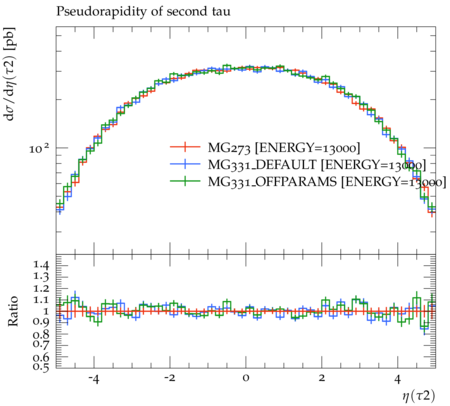 Pseudorapidity of second tau
dσ/dη(τ2) [pb]
10²
MG273 [ENERGY=13000]
MG331_DEFAULT [ENERGY=13000]
MG331_OFFPARAMS [ENERGY=13000]
Ratio
1.4
1.3
1.2
1.1
1
0.9
0.8
0.7
0.6
0.5
-4 -2 0 2 4
η(τ2)